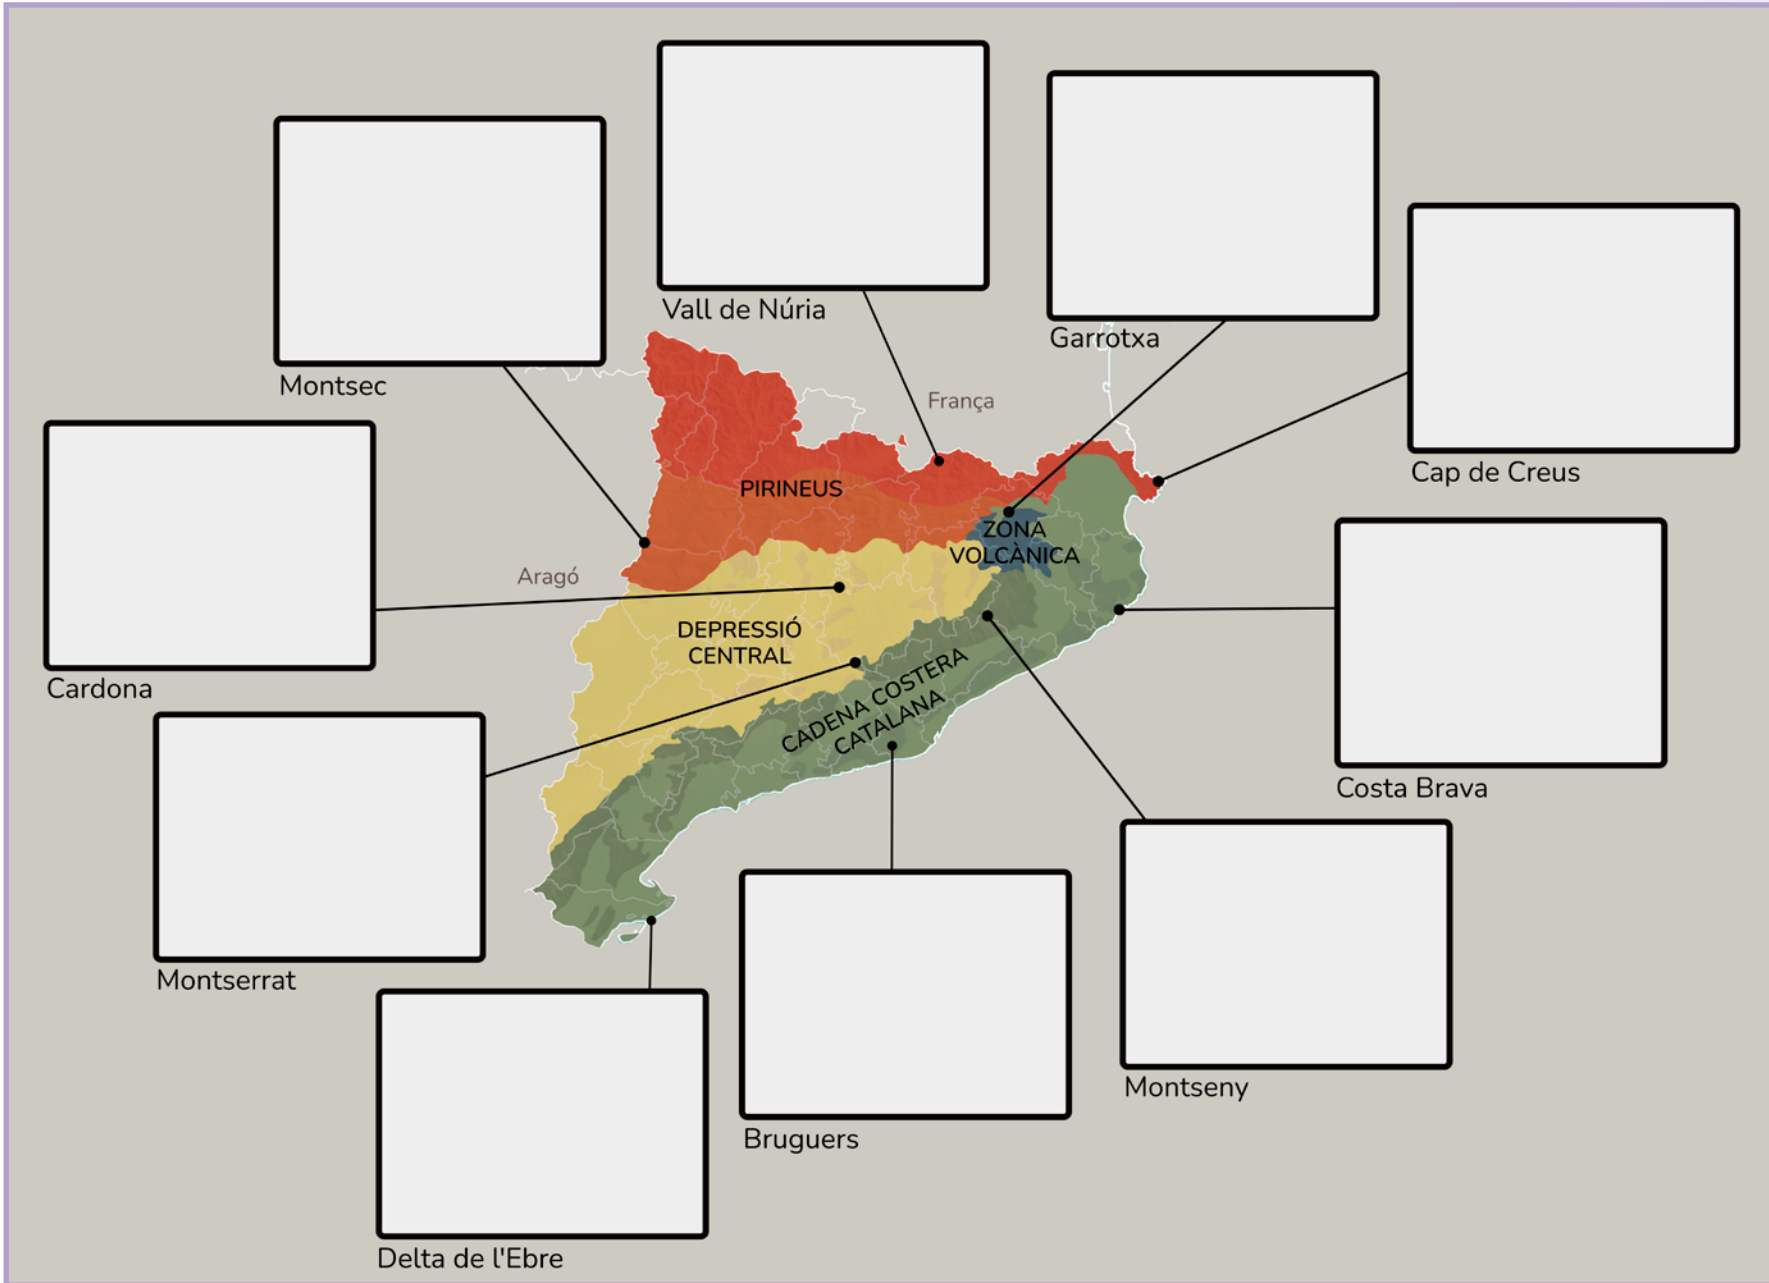 Vall de Núria
Garrotxa
Montsec
França
Cap de Creus
PIRINEUS
ZONA
VOLCÀNICA
Aragó
DEPRESSIÓ
CENTRAL
Cardona
CADENA COSTERA
CATALANA
Costa Brava
Montserrat
Montseny
Bruguers
Delta de l'Ebre